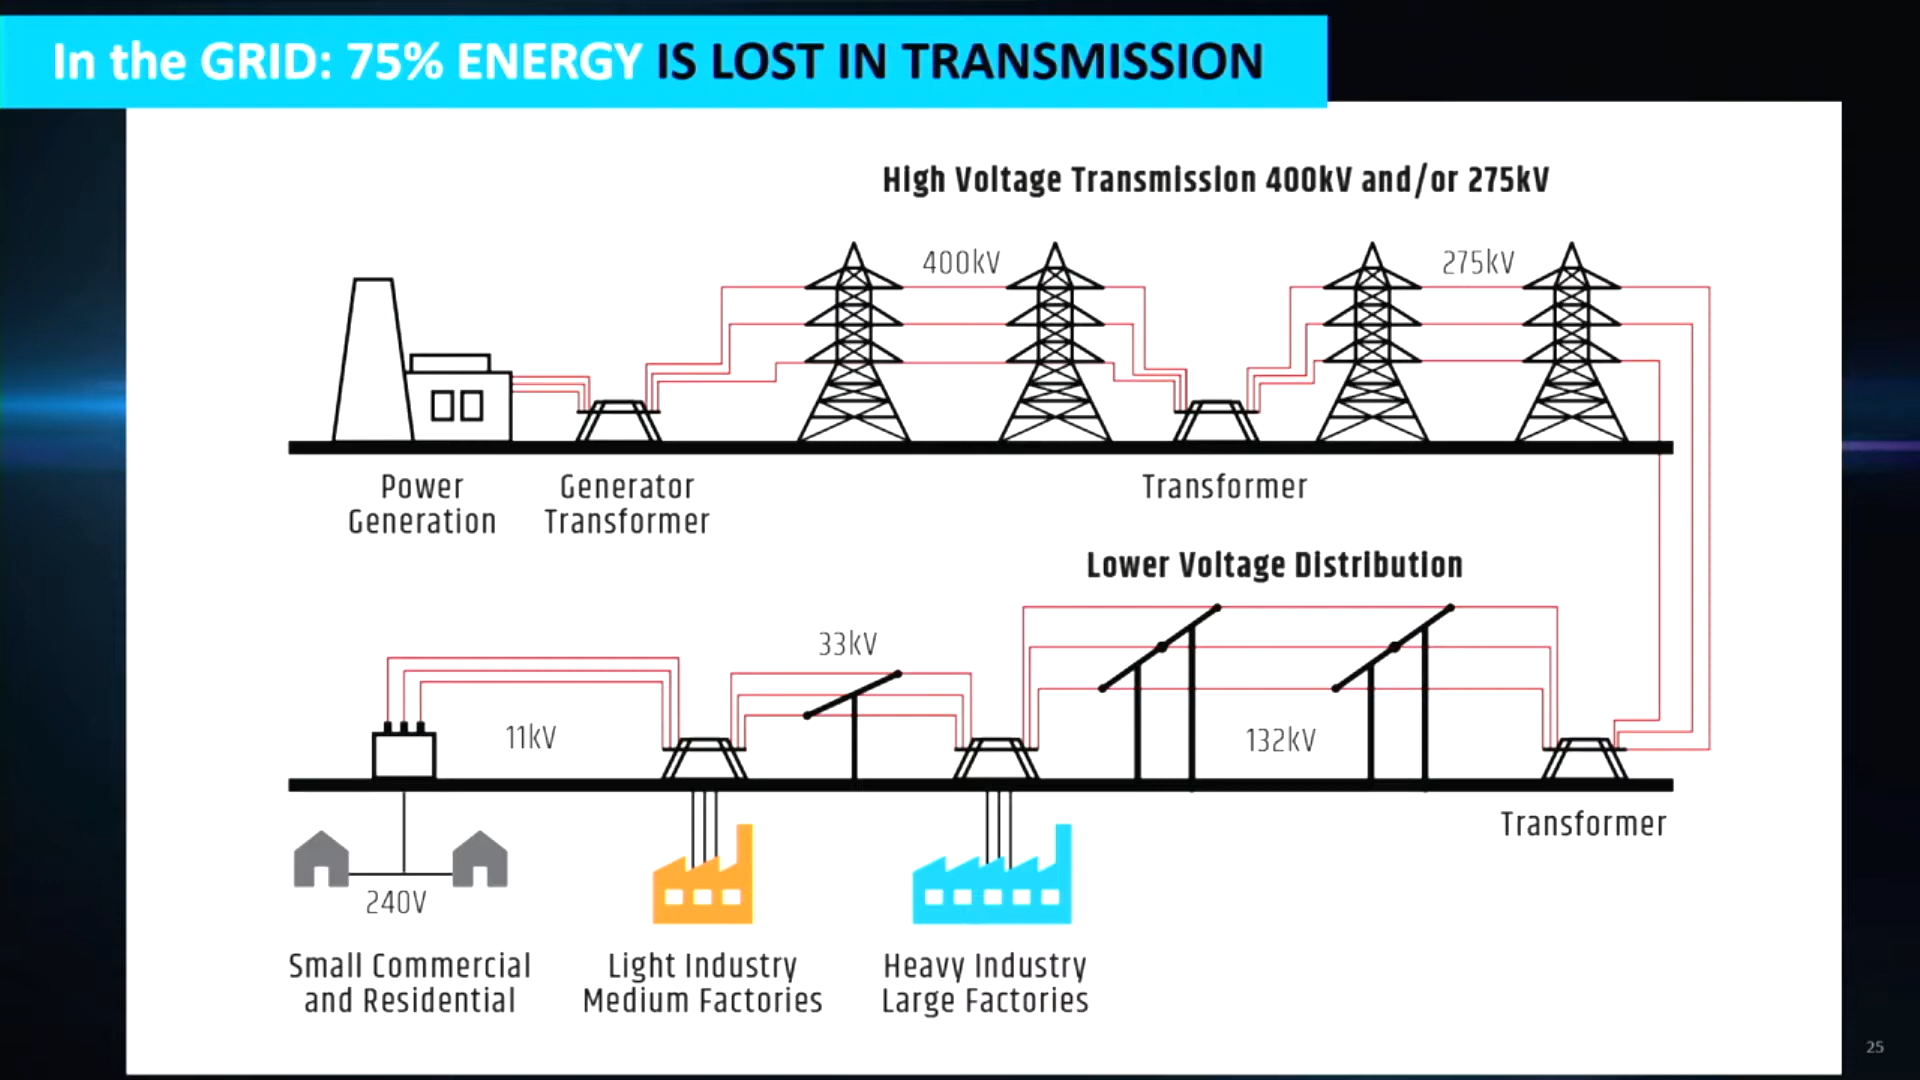 In the GRID: 75% ENERGY IS LOST IN TRANSMISSION
High Voltage Transmission 400kV and/or 275kV
400kV
275kV
Power
Generation
Generator
Transformer
Transformer
Lower Voltage Distribution
33kV
11kV
132kV
Transformer
240V
Small Commercial
and Residential
Light Industry
Medium Factories
Heavy Industry
Large Factories
25